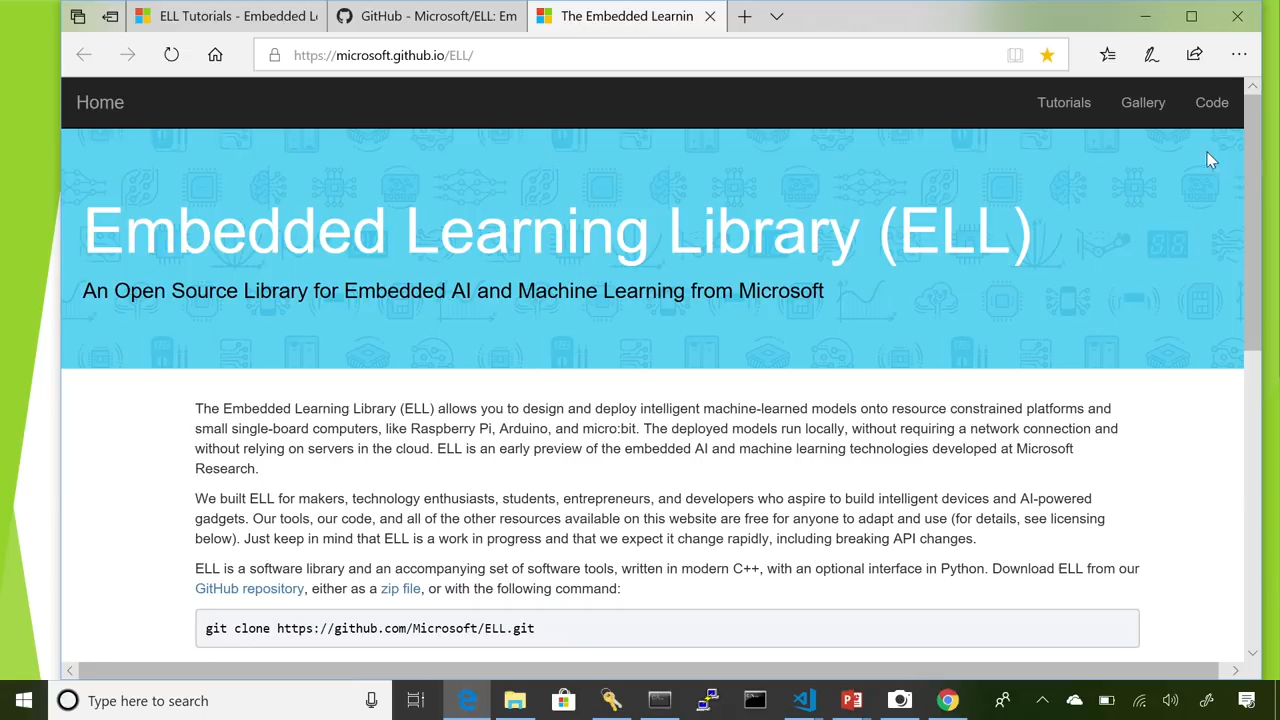 ELL Tutorials - Embedded L
GitHub - Microsoft/ELL: Em
The Embedded Learnin
https://microsoft.github.io/ELL/
Home
Tutorials
Gallery
Code
Embedded Learning Library (ELL)
An Open Source Library for Embedded AI and Machine Learning from Microsoft
The Embedded Learning Library (ELL) allows you to design and deploy intelligent machine-learned models onto resource constrained platforms and
small single-board computers, like Raspberry Pi, Arduino, and micro:bit. The deployed models run locally, without requiring a network connection and
without relying on servers in the cloud. ELL is an early preview of the embedded AI and machine learning technologies developed at Microsoft
Research.
We built ELL for makers, technology enthusiasts, students, entrepreneurs, and developers who aspire to build intelligent devices and AI-powered
gadgets. Our tools, our code, and all of the other resources available on this website are free for anyone to adapt and use (for details, see licensing
below). Just keep in mind that ELL is a work in progress and that we expect it change rapidly, including breaking API changes.
ELL is a software library and an accompanying set of software tools, written in modern C++, with an optional interface in Python. Download ELL from our
GitHub repository, either as a zip file, or with the following command:
git clone https://github.com/Microsoft/ELL.git
Type here to search